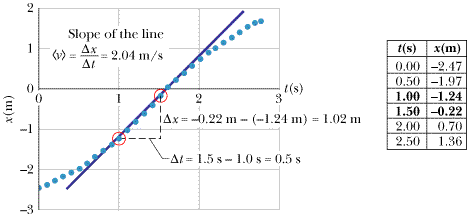 2
Slope of the line
⟨v⟩ = Δx/Δt = 2.04 m/s
1
0
0 1 2 3
t(s)
x(m)
Δx = –0.22 m – (–1.24 m) = 1.02 m
–1
Δt = 1.5 s – 1.0 s = 0.5 s
–2
–3
t(s) x(m)
0.00 –2.47
0.50 –1.97
1.00 –1.24
1.50 –0.22
2.00 0.70
2.50 1.36